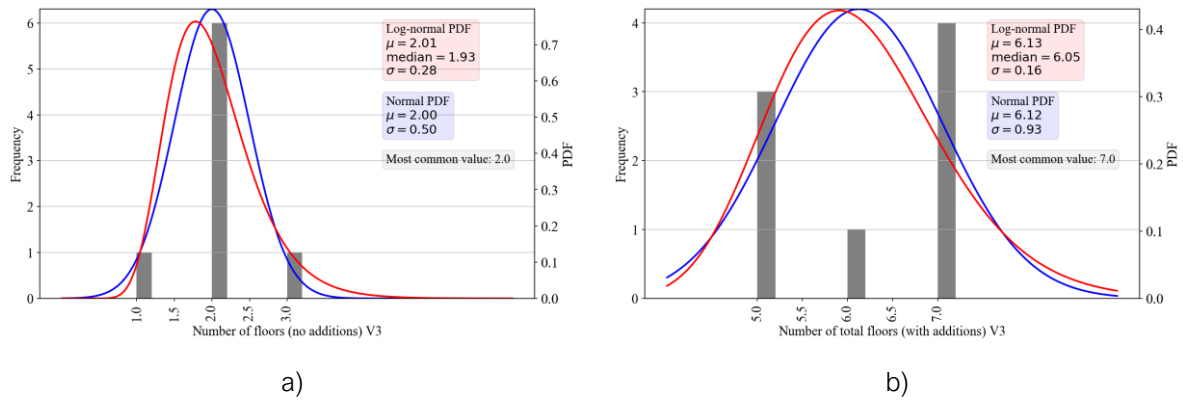 6
5
4
3
2
1
0
Frequency
1.0
1.5
2.0
2.5
3.0
Number of floors (no additions) V3
0.7
0.6
0.5
0.4
0.3
0.2
0.1
0.0
PDF
Log-normal PDF
μ = 2.01
median = 1.93
σ = 0.28
Normal PDF
μ = 2.00
σ = 0.50
Most common value: 2.0
a)
4
3
2
1
0
Frequency
5.0
5.5
6.0
6.5
7.0
Number of total floors (with additions) V3
0.4
0.3
0.2
0.1
0.0
PDF
Log-normal PDF
μ = 6.13
median = 6.05
σ = 0.16
Normal PDF
μ = 6.12
σ = 0.93
Most common value: 7.0
b)